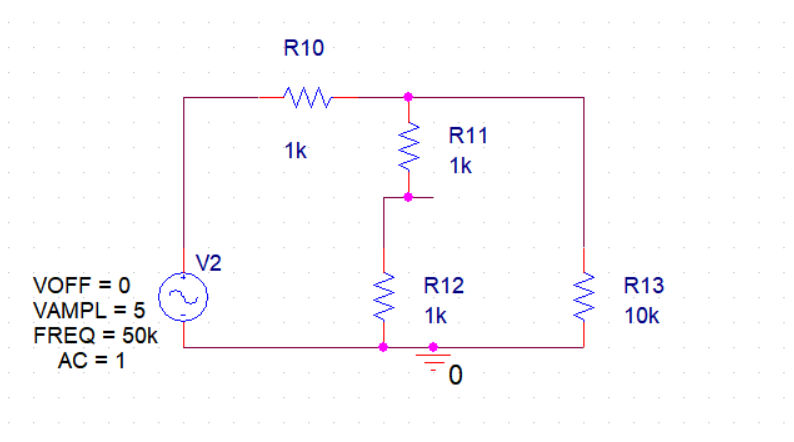 R10
1k
R11
1k
V2
VOFF = 0
VAMPL = 5
FREQ = 50k
AC = 1
R12
1k
R13
10k
0